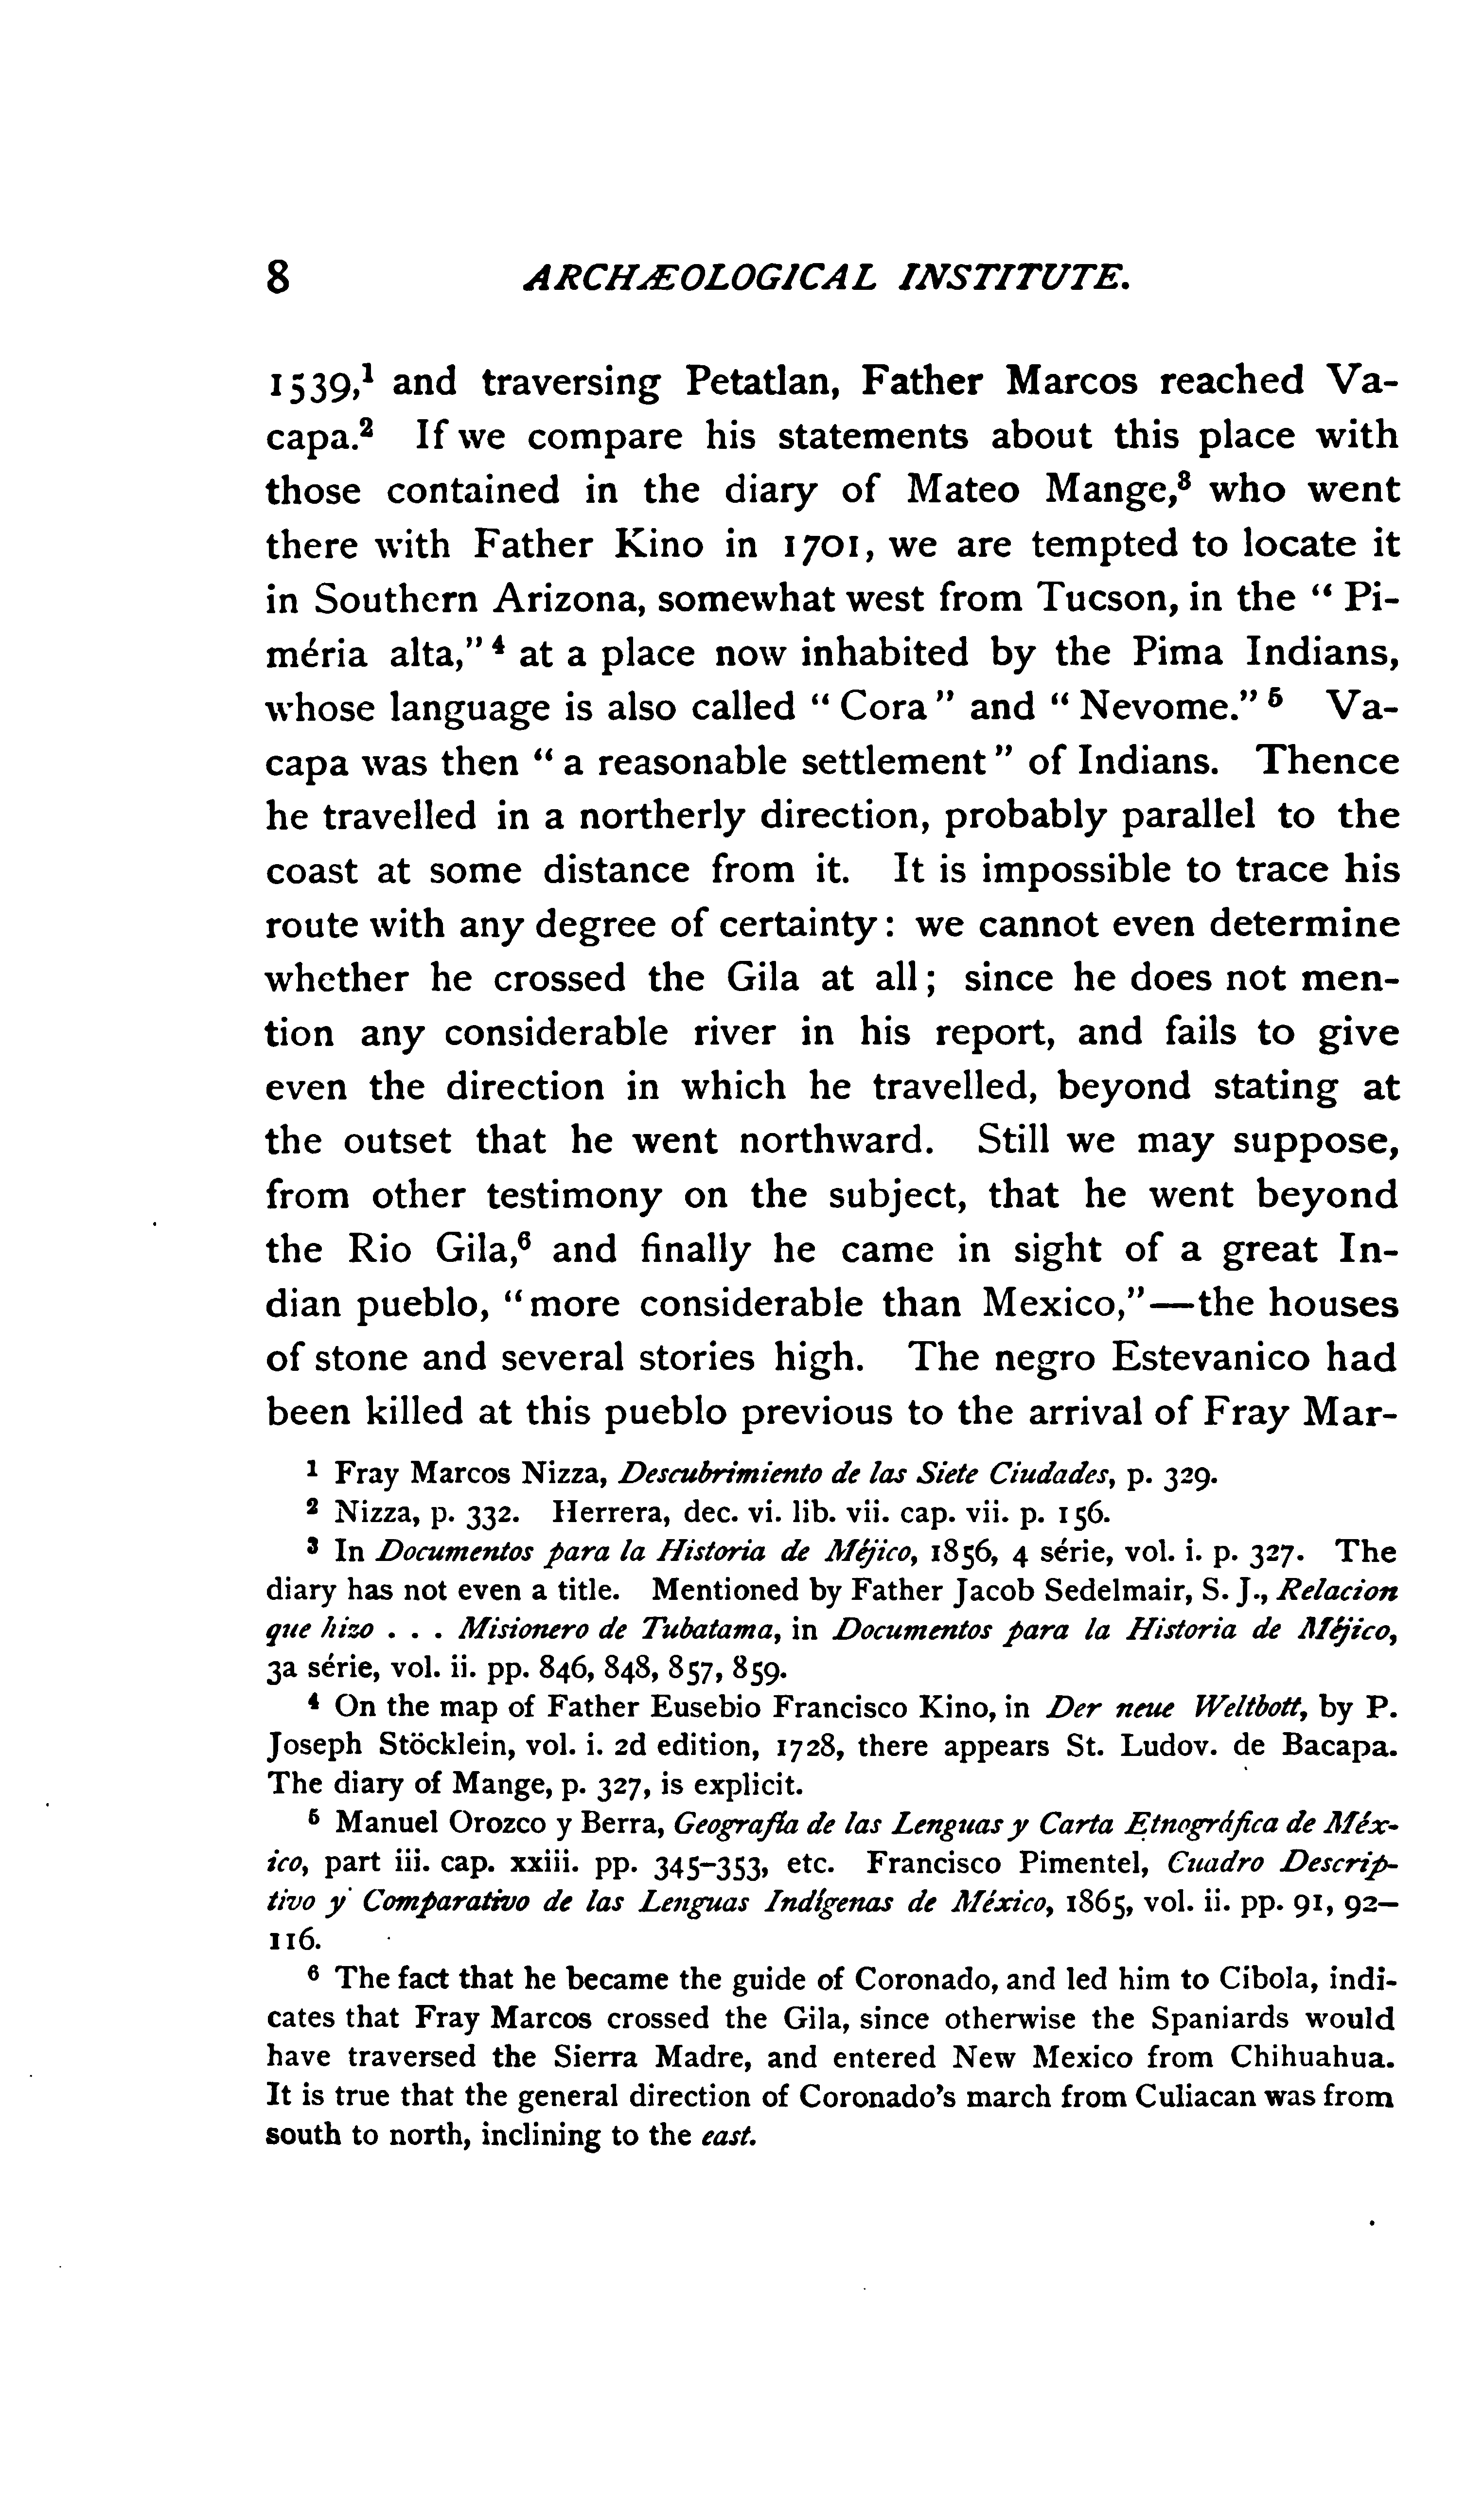 8 ARCHÆOLOGICAL INSTITUTE.
1539,¹ and traversing Petatlan, Father Marcos reached Va-
capa.² If we compare his statements about this place with
those contained in the diary of Mateo Mange,³ who went
there with Father Kino in 1701, we are tempted to locate it
in Southern Arizona, somewhat west from Tucson, in the “ Pi-
méria alta,” ⁴ at a place now inhabited by the Pima Indians,
whose language is also called “ Cora ” and “ Nevome.” ⁵ Va-
capa was then “ a reasonable settlement ” of Indians. Thence
he travelled in a northerly direction, probably parallel to the
coast at some distance from it. It is impossible to trace his
route with any degree of certainty : we cannot even determine
whether he crossed the Gila at all ; since he does not men-
tion any considerable river in his report, and fails to give
even the direction in which he travelled, beyond stating at
the outset that he went northward. Still we may suppose,
from other testimony on the subject, that he went beyond
the Rio Gila,⁶ and finally he came in sight of a great In-
dian pueblo, “more considerable than Mexico,”—the houses
of stone and several stories high. The negro Estevanico had
been killed at this pueblo previous to the arrival of Fray Mar-
¹ Fray Marcos Nizza, Descubrimiento de las Siete Ciudades, p. 329.
² Nizza, p. 332. Herrera, dec. vi. lib. vii. cap. vii. p. 156.
³ In Documentos para la Historia de Méjico, 1856, 4 série, vol. i. p. 327. The
diary has not even a title. Mentioned by Father Jacob Sedelmair, S. J., Relacion
que hizo . . . Misionero de Tubatama, in Documentos para la Historia de Méjico,
3a série, vol. ii. pp. 846, 848, 857, 859.
⁴ On the map of Father Eusebio Francisco Kino, in Der neue Weltbott, by P.
Joseph Stöcklein, vol. i. 2d edition, 1728, there appears St. Ludov. de Bacapa.
The diary of Mange, p. 327, is explicit.
⁵ Manuel Orozco y Berra, Geografía de las Lenguas y Carta Etnográfica de Méx-
ico, part iii. cap. xxiii. pp. 345–353, etc. Francisco Pimentel, Cuadro Descrip-
tivo y Comparativo de las Lenguas Indígenas de México, 1865, vol. ii. pp. 91, 92–
116.
⁶ The fact that he became the guide of Coronado, and led him to Cibola, indi-
cates that Fray Marcos crossed the Gila, since otherwise the Spaniards would
have traversed the Sierra Madre, and entered New Mexico from Chihuahua.
It is true that the general direction of Coronado’s march from Culiacan was from
south to north, inclining to the east.